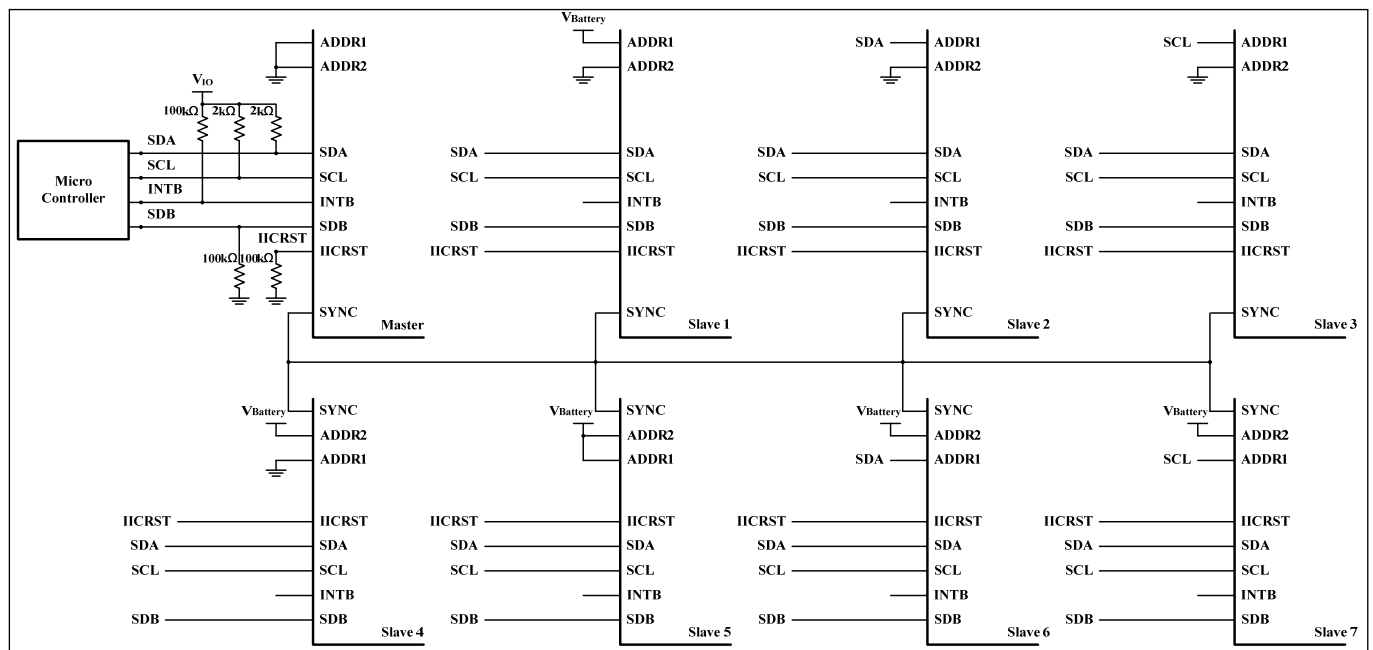 VBattery
ADDR1
ADDR2
ADDR1
ADDR2
SDA
ADDR1
ADDR2
SCL
ADDR1
ADDR2
VIO
100kΩ
2kΩ
2kΩ
Micro
Controller
SDA
SCL
INTB
SDB
IICRST
100kΩ
100kΩ
SDA
SCL
INTB
SDB
IICRST
SYNC
Master
SDA
SCL
SDB
IICRST
SDA
SCL
INTB
SDB
IICRST
SYNC
Slave 1
SDA
SCL
SDB
IICRST
SDA
SCL
INTB
SDB
IICRST
SYNC
Slave 2
SDA
SCL
SDB
IICRST
SDA
SCL
INTB
SDB
IICRST
SYNC
Slave 3
VBattery
SYNC
ADDR2
ADDR1
IICRST
SDA
SCL
SDB
IICRST
SDA
SCL
INTB
SDB
Slave 4
VBattery
SYNC
ADDR2
ADDR1
IICRST
SDA
SCL
SDB
IICRST
SDA
SCL
INTB
SDB
Slave 5
VBattery
SYNC
ADDR2
SDA
ADDR1
IICRST
SDA
SCL
SDB
IICRST
SDA
SCL
INTB
SDB
Slave 6
VBattery
SYNC
ADDR2
SCL
ADDR1
IICRST
SDA
SCL
SDB
IICRST
SDA
SCL
INTB
SDB
Slave 7